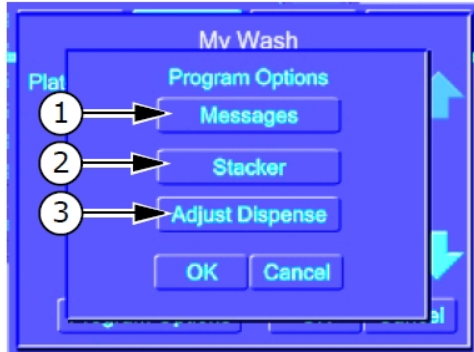 My Wash
Plat
Program Options
1
Messages
2
Stacker
3
Adjust Dispense
OK Cancel